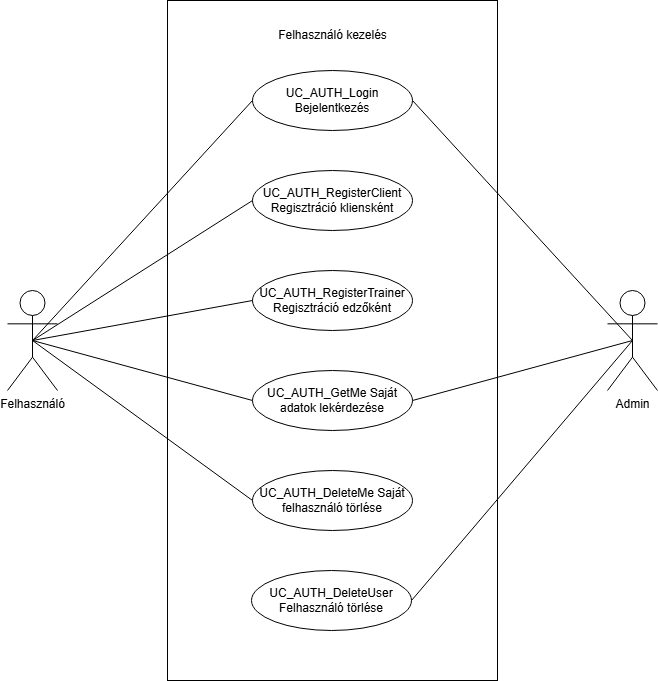 Felhasználó kezelés
UC_AUTH_Login
Bejelentkezés
UC_AUTH_RegisterClient
Regisztráció kliensként
UC_AUTH_RegisterTrainer
Regisztráció edzőként
UC_AUTH_GetMe Saját
adatok lekérdezése
Felhasználó
Admin
UC_AUTH_DeleteMe Saját
felhasználó törlése
UC_AUTH_DeleteUser
Felhasználó törlése